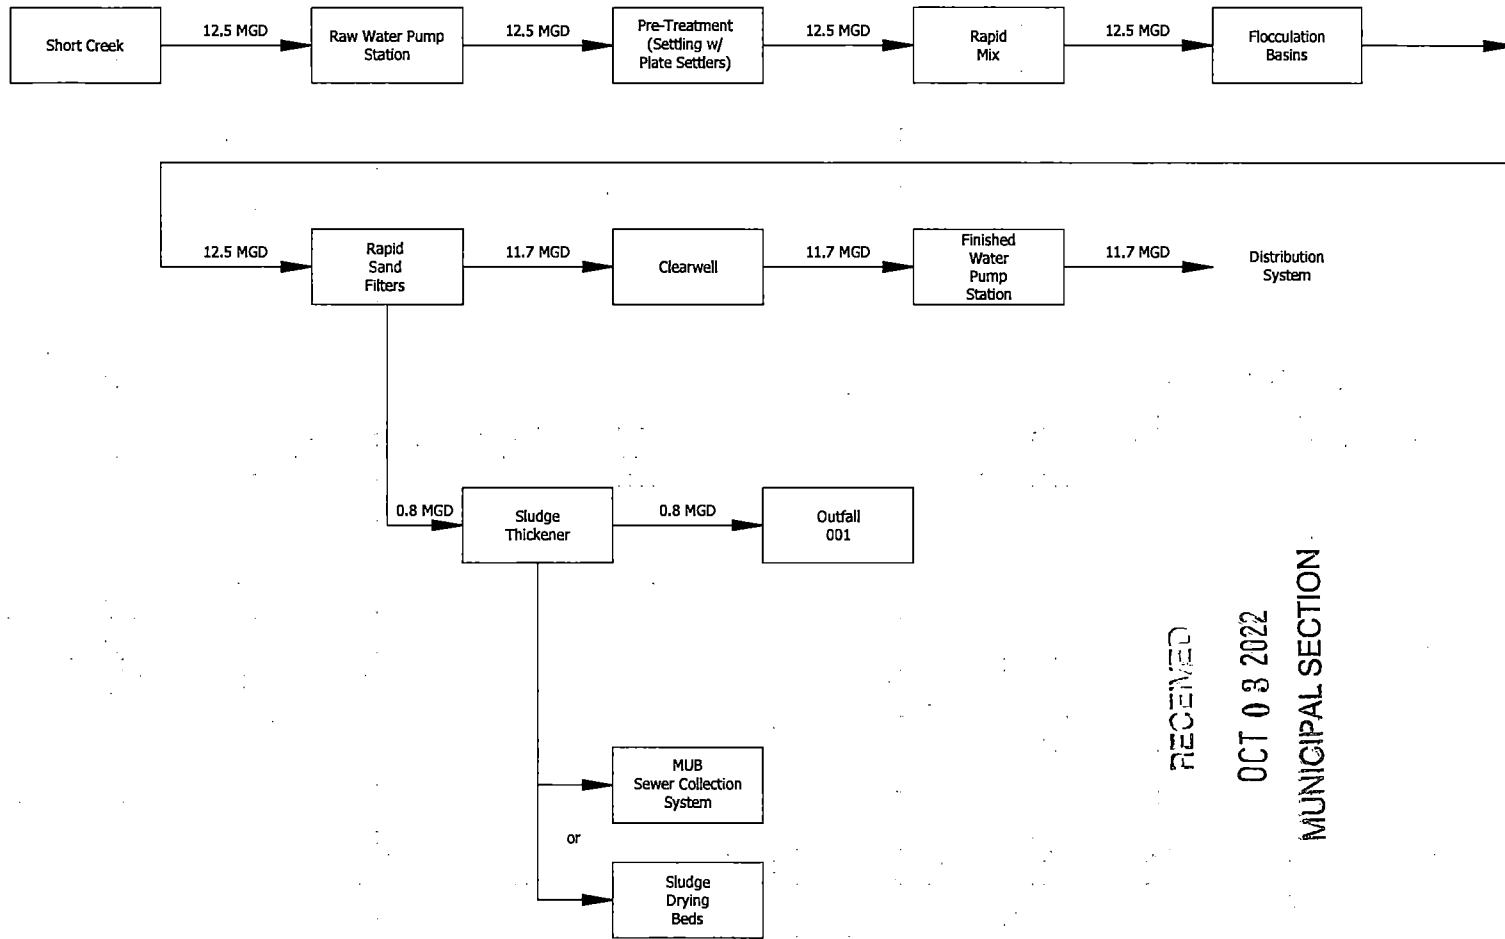 Short Creek
12.5 MGD
Raw Water Pump
Station
12.5 MGD
Pre-Treatment
(Settling w/
Plate Settlers)
12.5 MGD
Rapid
Mix
12.5 MGD
Flocculation
Basins
12.5 MGD
Rapid
Sand
Filters
11.7 MGD
Clearwell
11.7 MGD
Finished
Water
Pump
Station
11.7 MGD
Distribution
System
0.8 MGD
Sludge
Thickener
0.8 MGD
Outfall
001
MUB
Sewer Collection
System
or
Sludge
Drying
Beds
RECEIVED
OCT 03 2022
MUNICIPAL SECTION